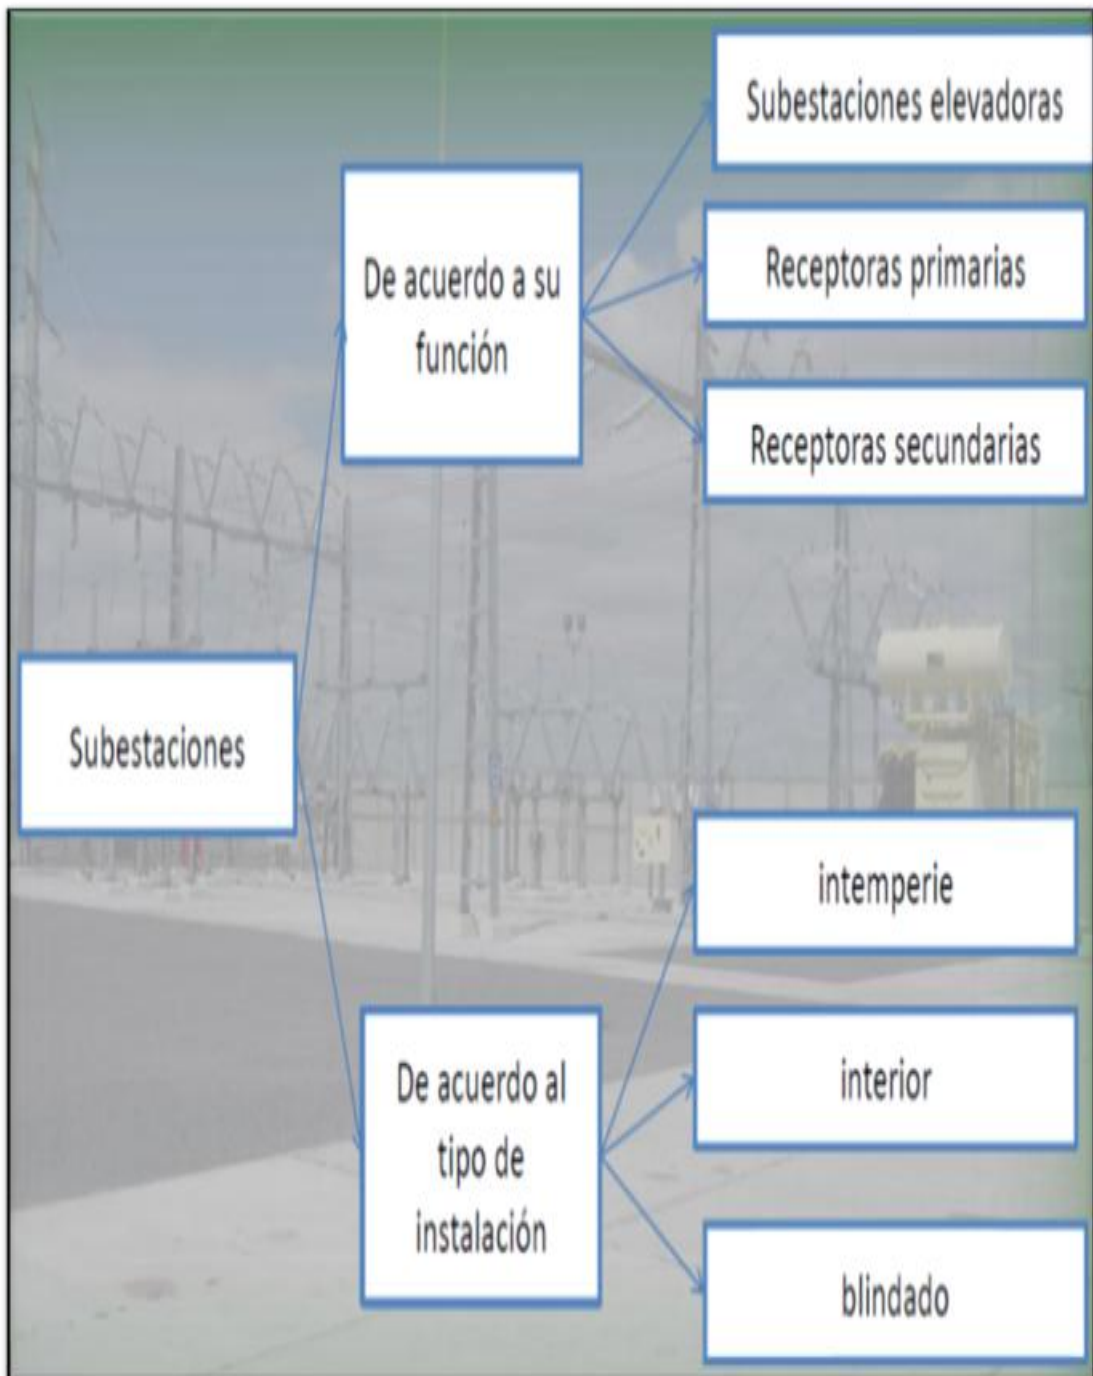 Subestaciones elevadoras
De acuerdo a su
función
Receptoras primarias
Receptoras secundarias
Subestaciones
intemperie
De acuerdo al
tipo de
instalación
interior
blindado